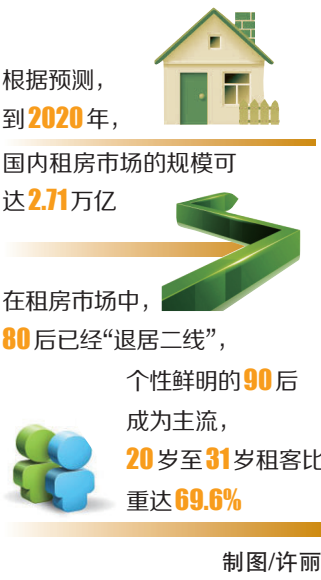 根据预测，
到2020年，
国内租房市场的规模可
达2.71万亿
在租房市场中，
80后已经“退居二线”，
个性鲜明的90后
成为主流，
20岁至31岁租客比
重达69.6%
制图/许丽